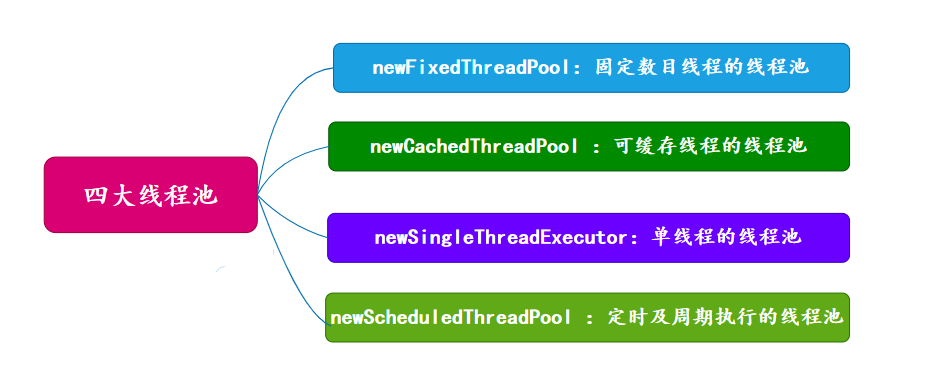 四大线程池
newFixedThreadPool：固定数目线程的线程池
newCachedThreadPool ：可缓存线程的线程池
newSingleThreadExecutor：单线程的线程池
newScheduledThreadPool ：定时及周期执行的线程池